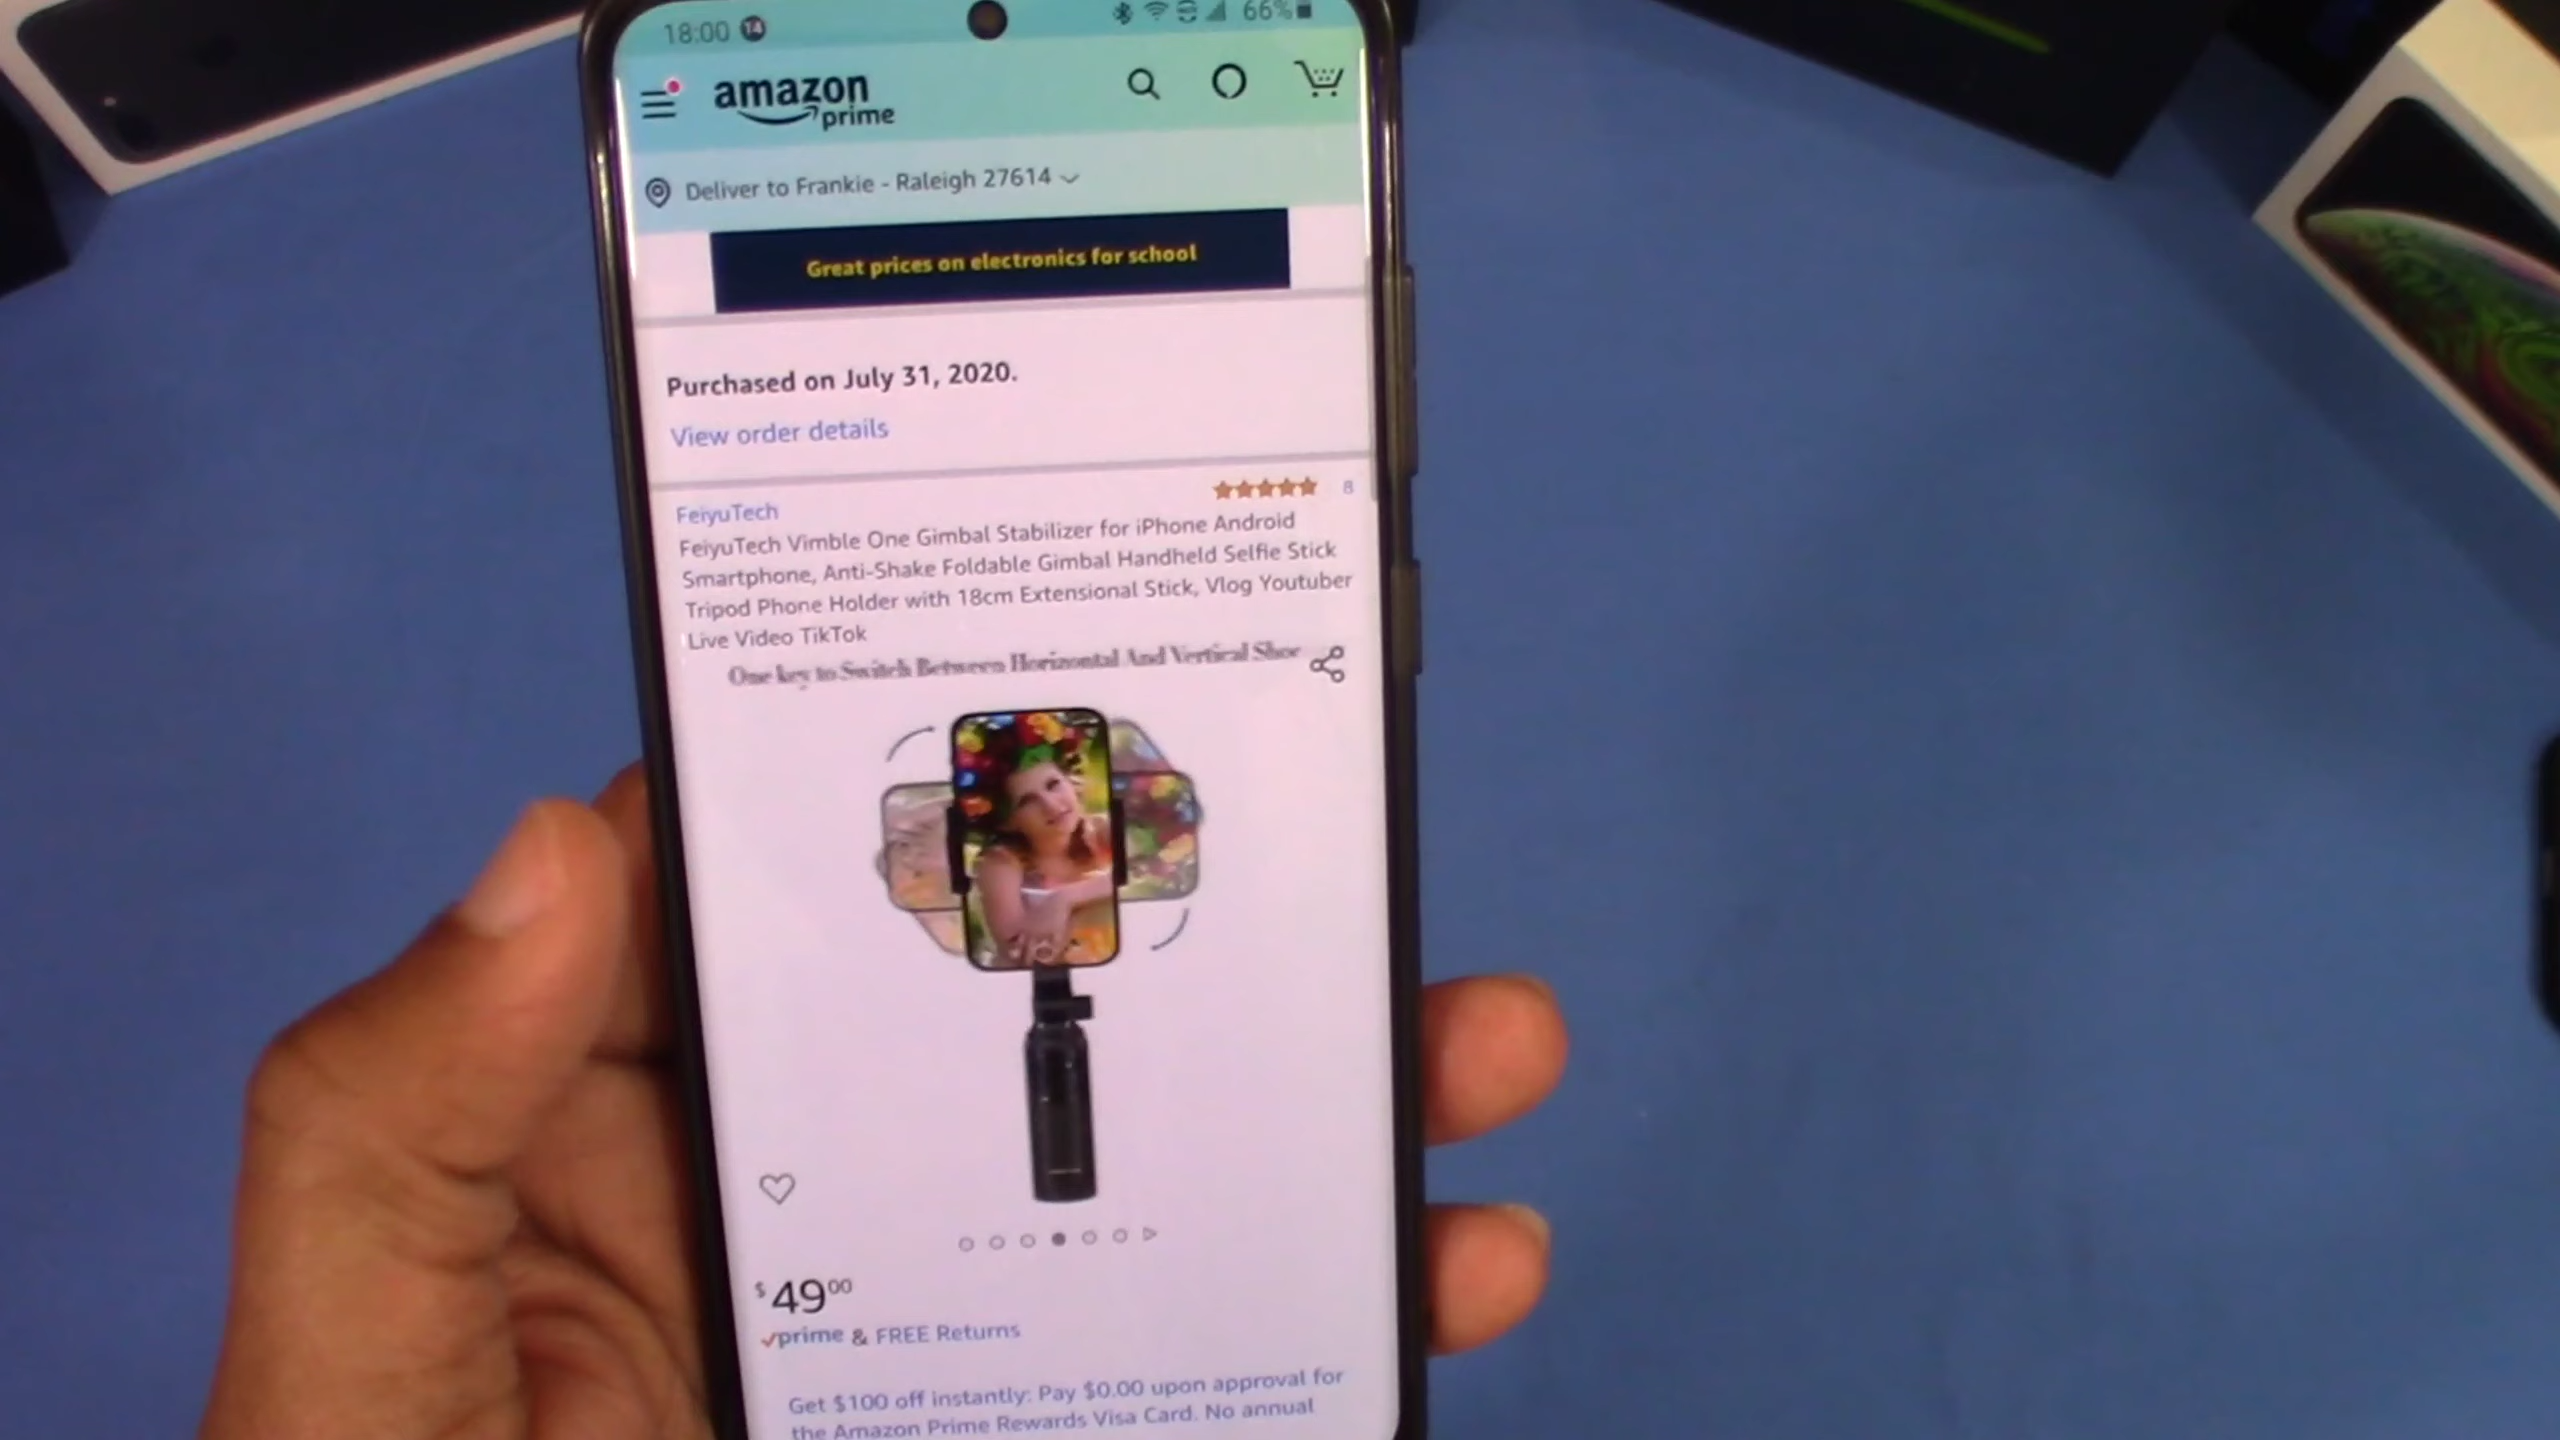 18:00 14 66%
amazon
prime
Deliver to Frankie - Raleigh 27614
Great prices on electronics for school
Purchased on July 31, 2020.
View order details
8
FeiyuTech
FeiyuTech Vimble One Gimbal Stabilizer for iPhone Android
Smartphone, Anti-Shake Foldable Gimbal Handheld Selfie Stick
Tripod Phone Holder with 18cm Extensional Stick, Vlog Youtuber
Live Video TikTok
One key to Switch Between Horizontal And Vertical Shoe
$4900
prime & FREE Returns
Get $100 off instantly: Pay $0.00 upon approval for
the Amazon Prime Rewards Visa Card. No annual